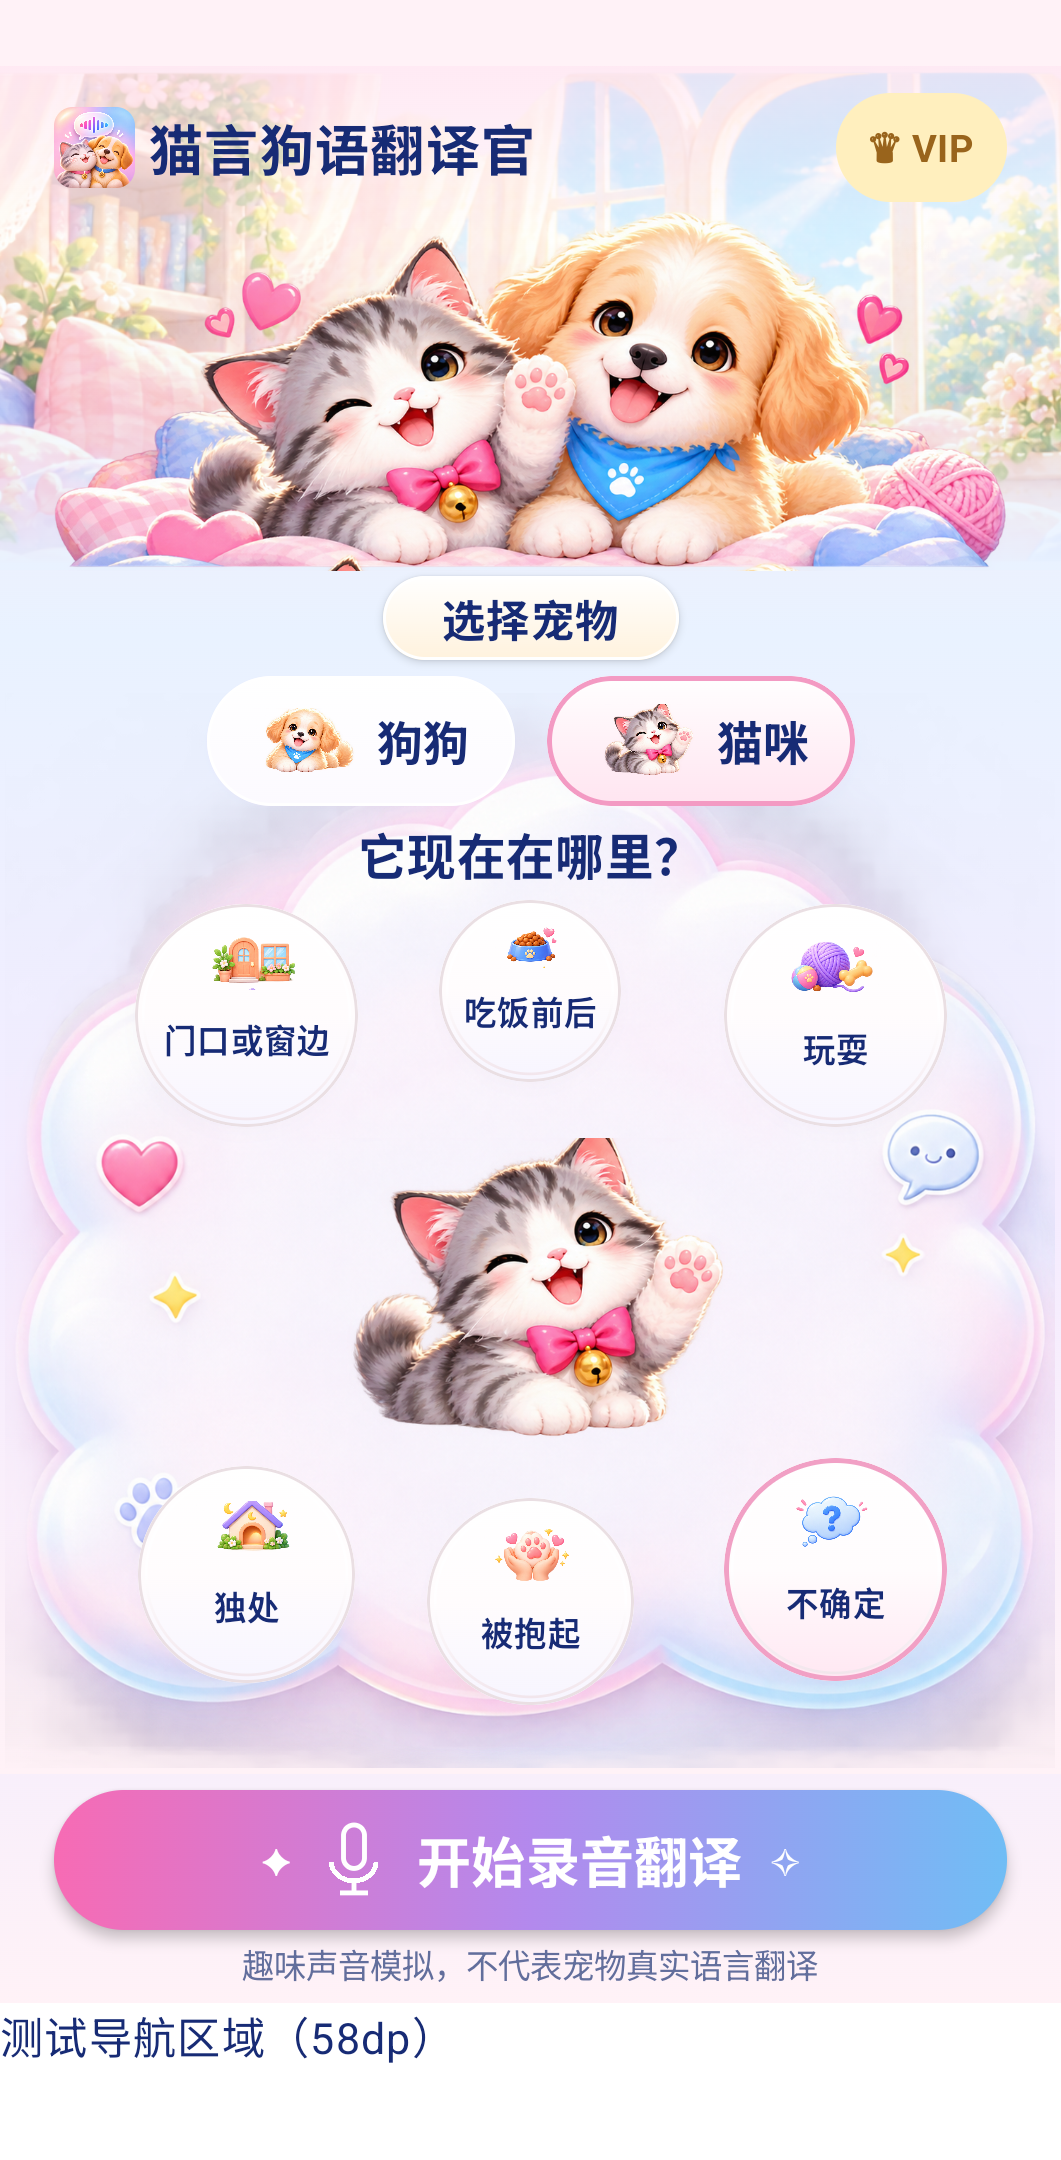 猫言狗语翻译官
VIP
选择宠物
狗狗
猫咪
它现在在哪里？
门口或窗边
吃饭前后
玩耍
独处
被抱起
不确定
开始录音翻译
趣味声音模拟，不代表宠物真实语言翻译
测试导航区域（58dp）